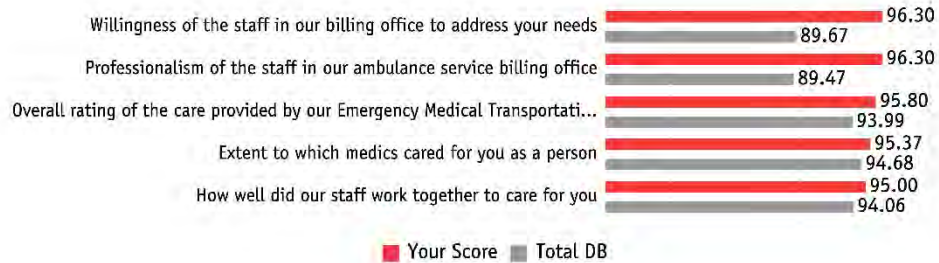 Willingness of the staff in our billing office to address your needs 96.30
89.67
Professionalism of the staff in our ambulance service billing office 96.30
89.47
Overall rating of the care provided by our Emergency Medical Transportati... 95.80
93.99
Extent to which medics cared for you as a person 95.37
94.68
How well did our staff work together to care for you 95.00
94.06
Your Score Total DB